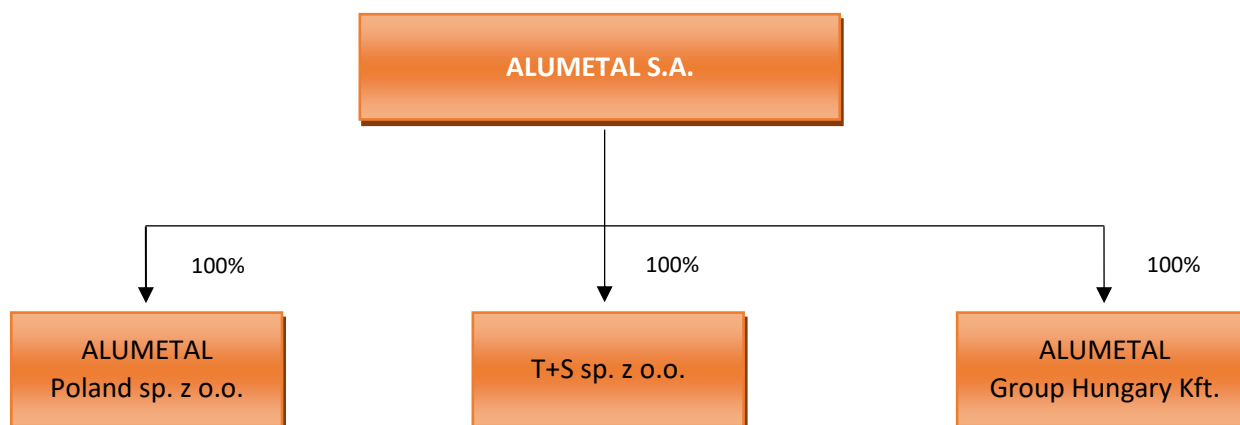 ALUMETAL S.A.
100%
100%
100%
ALUMETAL
Poland sp. z o.o.
T+S sp. z o.o.
ALUMETAL
Group Hungary Kft.